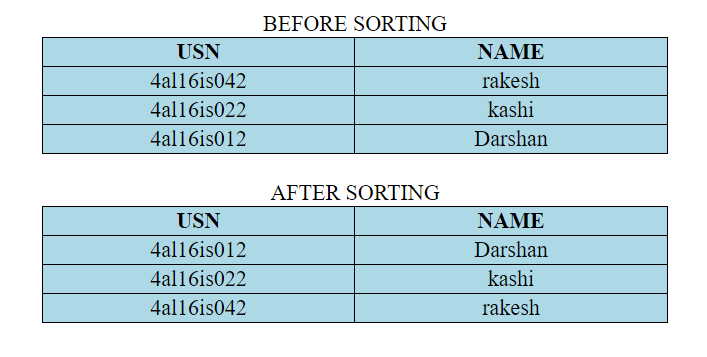 BEFORE SORTING
USN NAME
4al16is042 rakesh
4al16is022 kashi
4al16is012 Darshan
AFTER SORTING
USN NAME
4al16is012 Darshan
4al16is022 kashi
4al16is042 rakesh